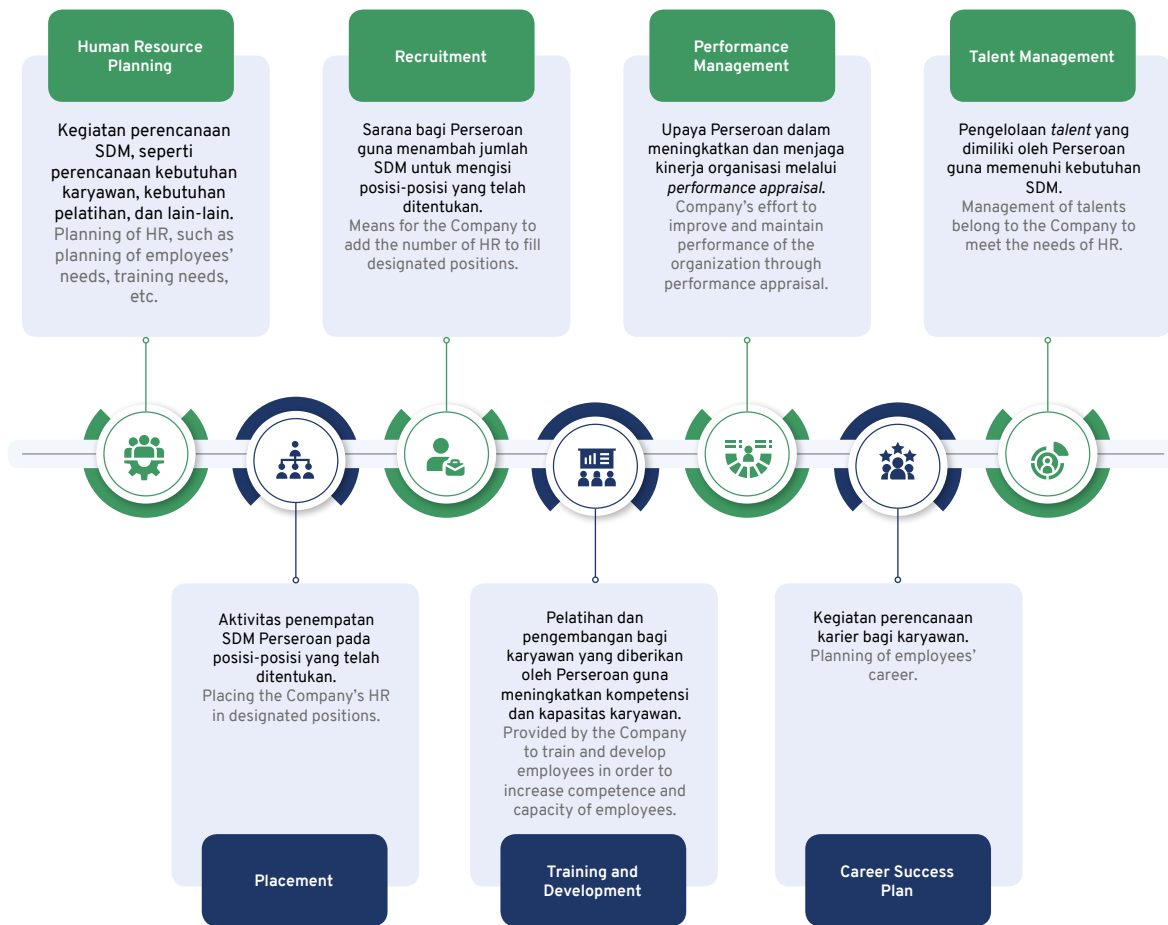 Human Resource
Planning
Kegiatan perencanaan
SDM, seperti
perencanaan kebutuhan
karyawan, kebutuhan
pelatihan, dan lain-lain.
Planning of HR, such as
planning of employees’
needs, training needs,
etc.
Recruitment
Sarana bagi Perseroan
guna menambah jumlah
SDM untuk mengisi
posisi-posisi yang telah
ditentukan.
Means for the Company to
add the number of HR to fill
designated positions.
Performance
Management
Upaya Perseroan dalam
meningkatkan dan menjaga
kinerja organisasi melalui
performance appraisal.
Company’s effort to
improve and maintain
performance of the
organization through
performance appraisal.
Talent Management
Pengelolaan talent yang
dimiliki oleh Perseroan
guna memenuhi kebutuhan
SDM.
Management of talents
belong to the Company to
meet the needs of HR.
Aktivitas penempatan
SDM Perseroan pada
posisi-posisi yang telah
ditentukan.
Placing the Company’s HR
in designated positions.
Placement
Pelatihan dan
pengembangan bagi
karyawan yang diberikan
oleh Perseroan guna
meningkatkan kompetensi
dan kapasitas karyawan.
Provided by the Company
to train and develop
employees in order to
increase competence and
capacity of employees.
Training and
Development
Kegiatan perencanaan
karier bagi karyawan.
Planning of employees’
career.
Career Success
Plan